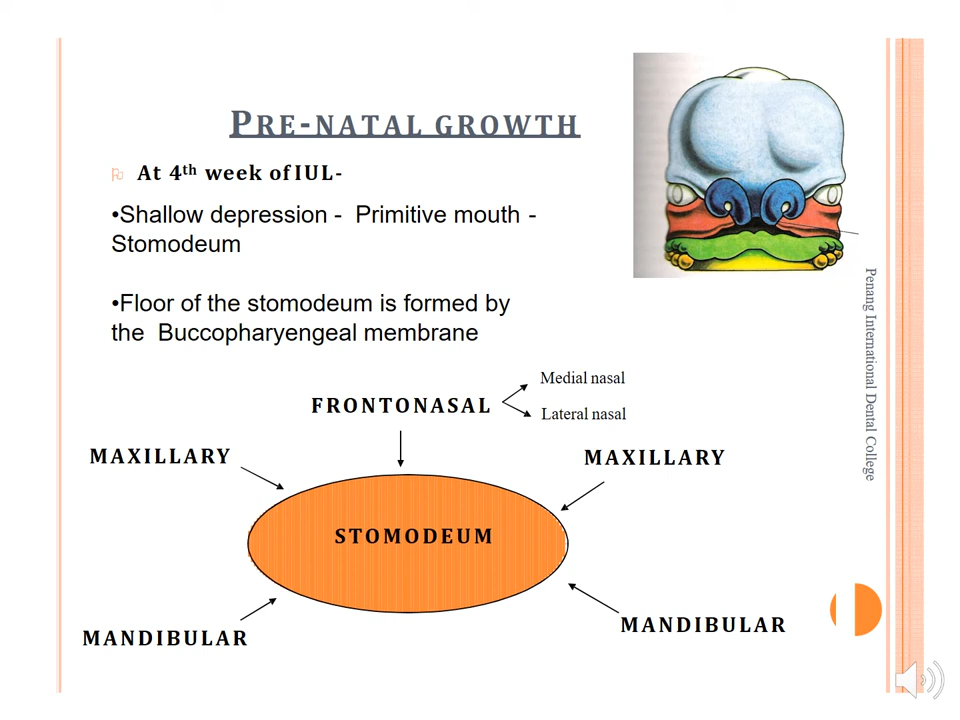 PRE-NATAL GROWTH
At 4th week of IUL-
•Shallow depression - Primitive mouth -
Stomodeum
•Floor of the stomodeum is formed by
the Buccopharyengeal membrane
Medial nasal
FRONTONASAL
Lateral nasal
MAXILLARY
MAXILLARY
STOMODEUM
MANDIBULAR
MANDIBULAR
Penang International Dental College